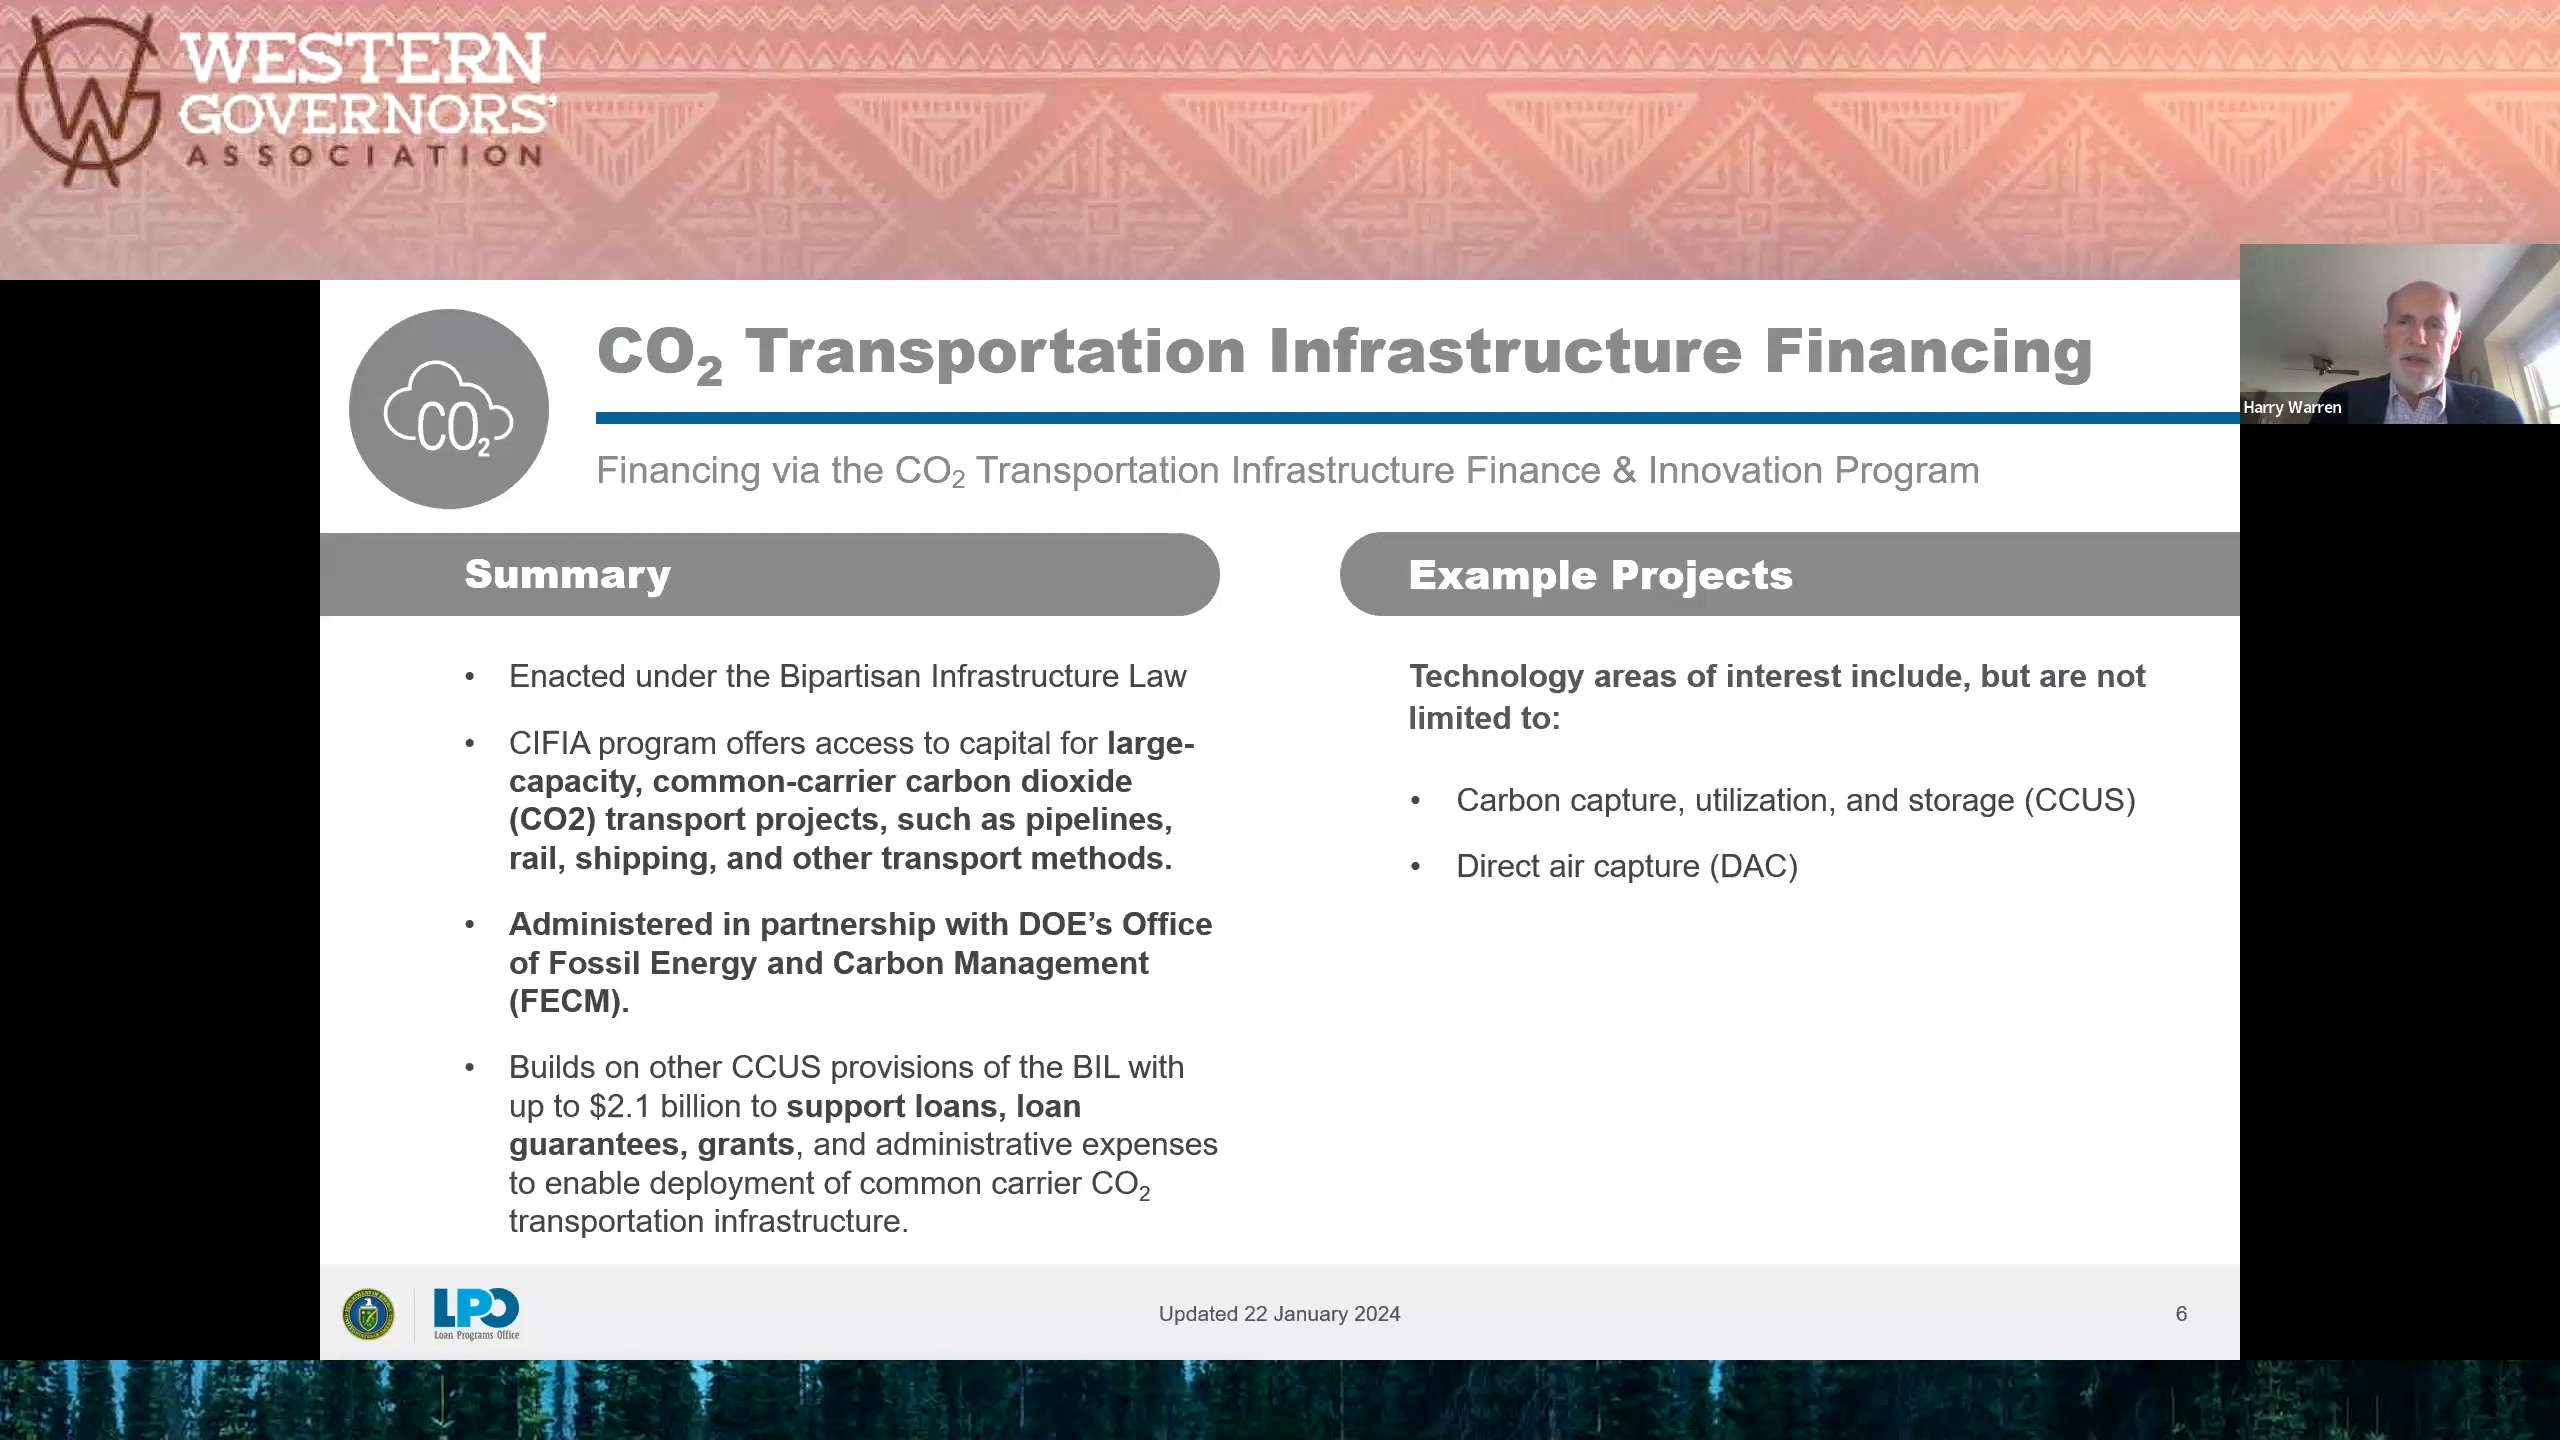 WESTERN
GOVERNORS'
ASSOCIATION
CO2
CO₂ Transportation Infrastructure Financing
Harry Warren
Financing via the CO₂ Transportation Infrastructure Finance & Innovation Program
Summary
• Enacted under the Bipartisan Infrastructure Law
• CIFIA program offers access to capital for large-
capacity, common-carrier carbon dioxide
(CO2) transport projects, such as pipelines,
rail, shipping, and other transport methods.
• Administered in partnership with DOE’s Office
of Fossil Energy and Carbon Management
(FECM).
• Builds on other CCUS provisions of the BIL with
up to $2.1 billion to support loans, loan
guarantees, grants, and administrative expenses
to enable deployment of common carrier CO₂
transportation infrastructure.
Example Projects
Technology areas of interest include, but are not
limited to:
• Carbon capture, utilization, and storage (CCUS)
• Direct air capture (DAC)
LPO
Loan Programs Office
Updated 22 January 2024
6